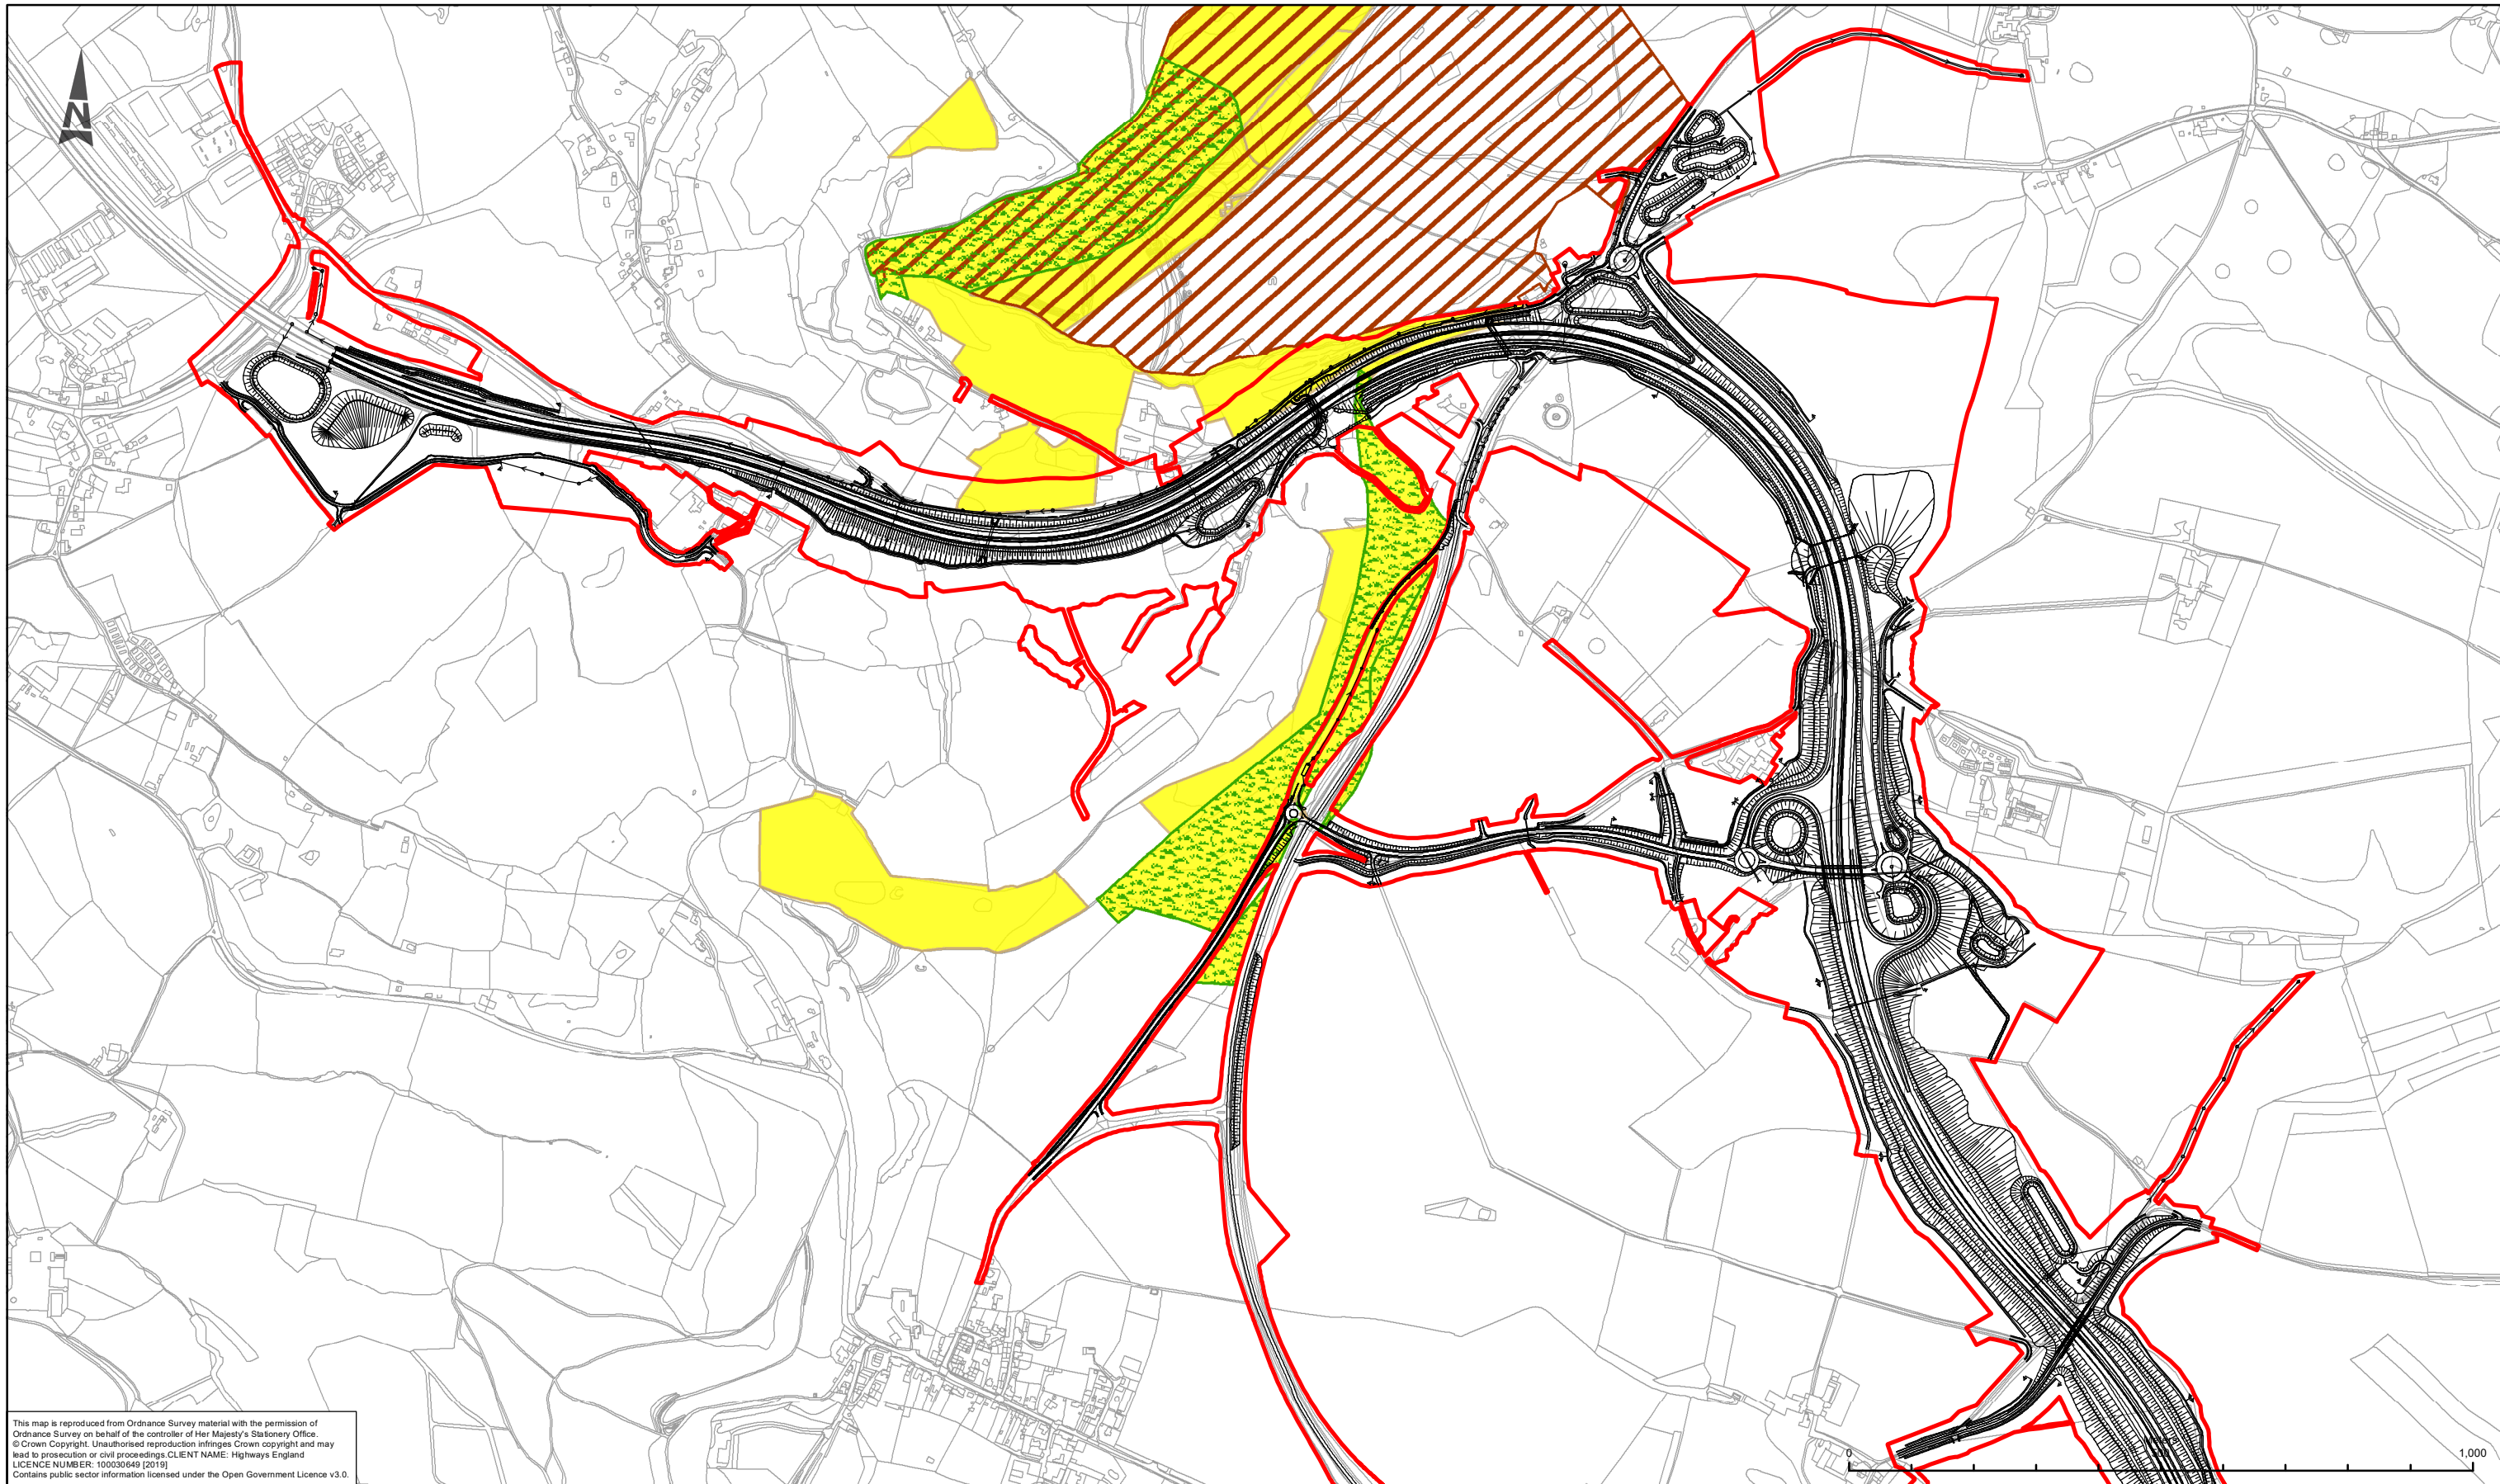 N
This map is reproduced from Ordnance Survey material with the permission of
Ordnance Survey on behalf of the controller of Her Majesty's Stationery Office.
© Crown Copyright. Unauthorised reproduction infringes Crown copyright and may
lead to prosecution or civil proceedings.CLIENT NAME: Highways England
LICENCE NUMBER: 100030649 [2019]
Contains public sector information licensed under the Open Government Licence v3.0.
Meters
0 1,000